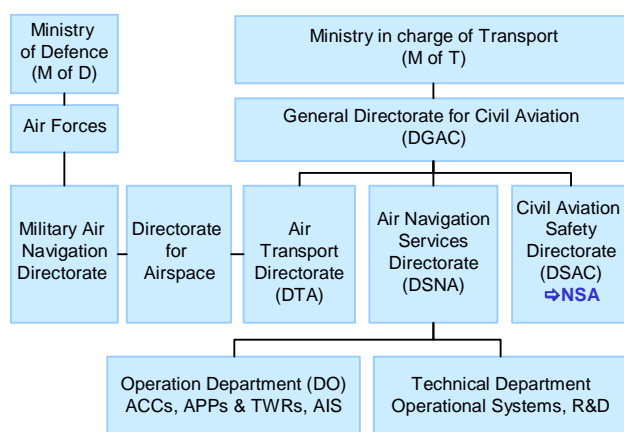 Ministry
of Defence
(M of D)
Ministry in charge of Transport
(M of T)
Air Forces
General Directorate for Civil Aviation
(DGAC)
Military Air
Navigation
Directorate
Directorate
for
Airspace
Air
Transport
Directorate
(DTA)
Air Navigation
Services
Directorate
(DSNA)
Civil Aviation
Safety
Directorate
(DSAC)
⇨NSA
Operation Department (DO)
ACCs, APPs & TWRs, AIS
Technical Department
Operational Systems, R&D